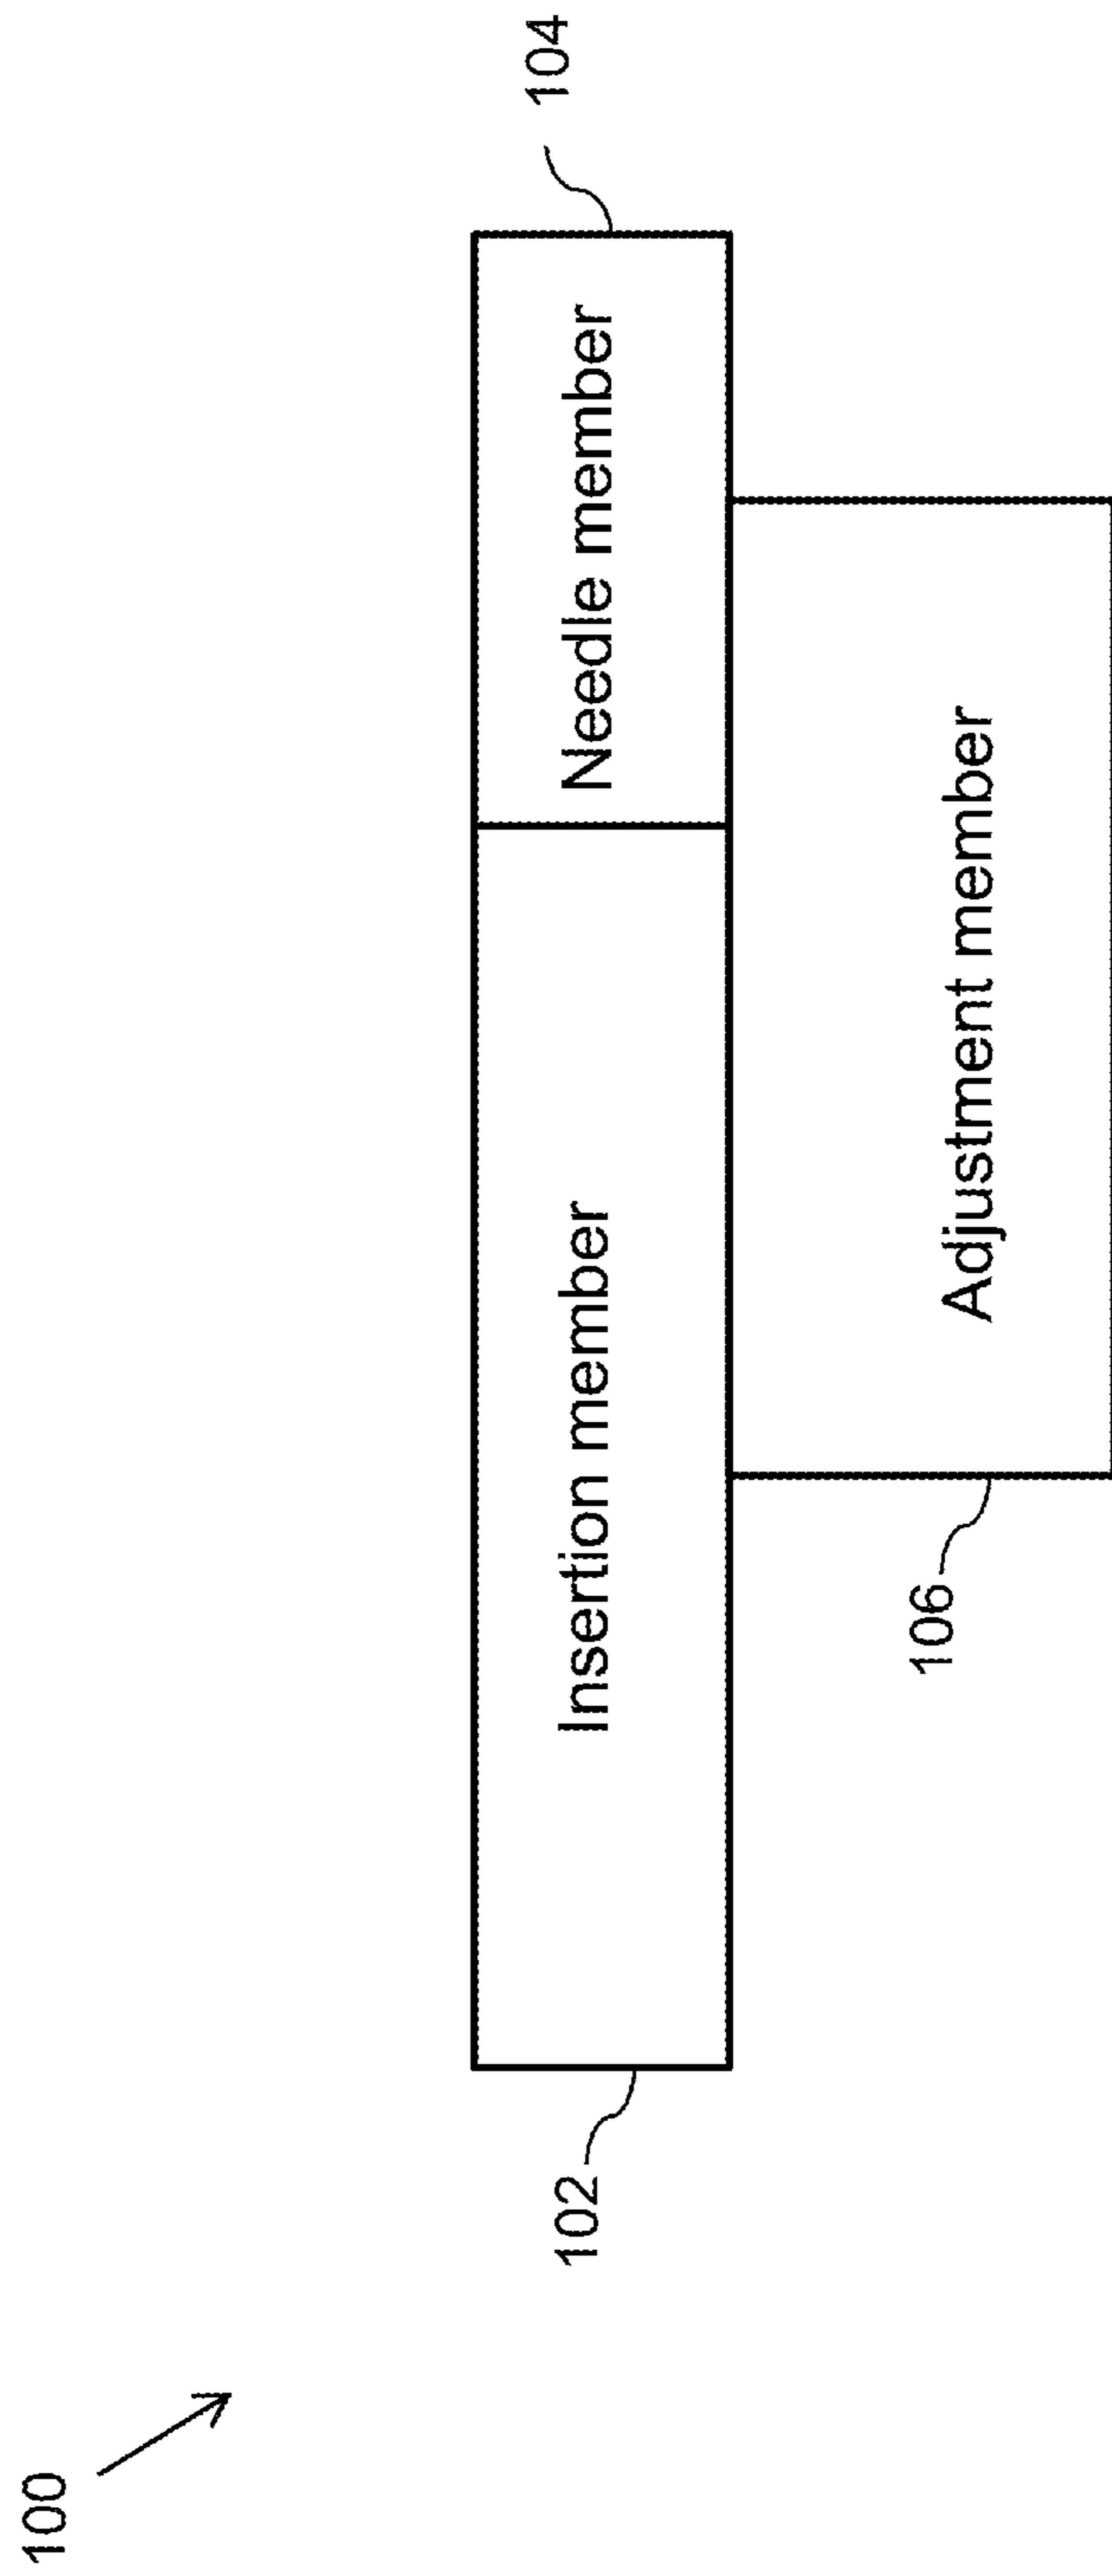 100
102
Insertion member
Needle member
104
106
Adjustment member